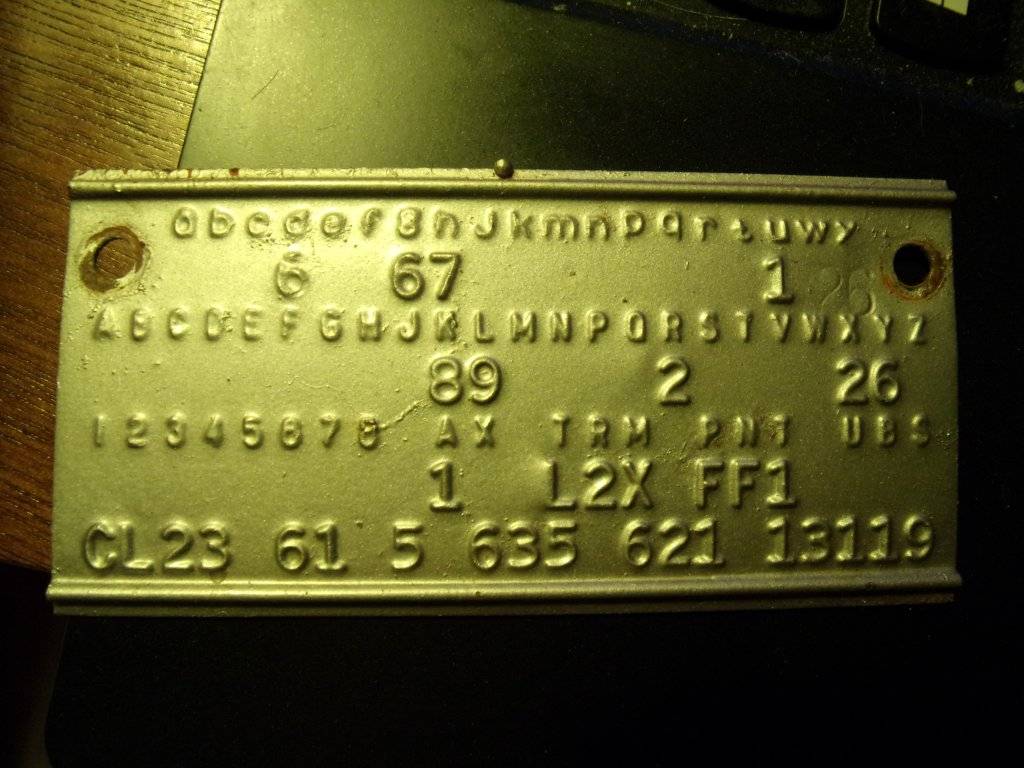 abcdefghJkmnpqrtuwy
6 67 1
26
ABCDEFGHJKLMNPQRSTVWXYZ
89 2 26
12345678 AX TRM PNT UBS
1 L2X FF1
CL23 61 5 635 621 13119